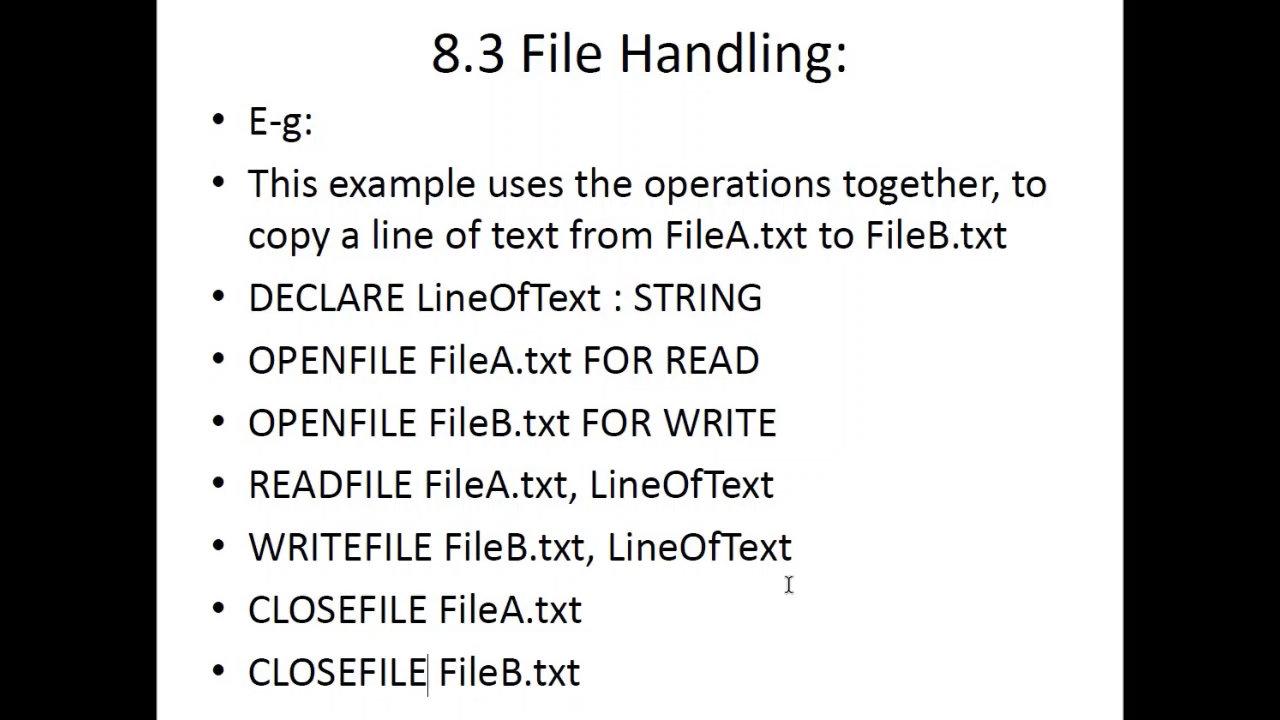 8.3 File Handling:
• E-g:
• This example uses the operations together, to
copy a line of text from FileA.txt to FileB.txt
• DECLARE LineOfText : STRING
• OPENFILE FileA.txt FOR READ
• OPENFILE FileB.txt FOR WRITE
• READFILE FileA.txt, LineOfText
• WRITEFILE FileB.txt, LineOfText
• CLOSEFILE FileA.txt
• CLOSEFILE FileB.txt